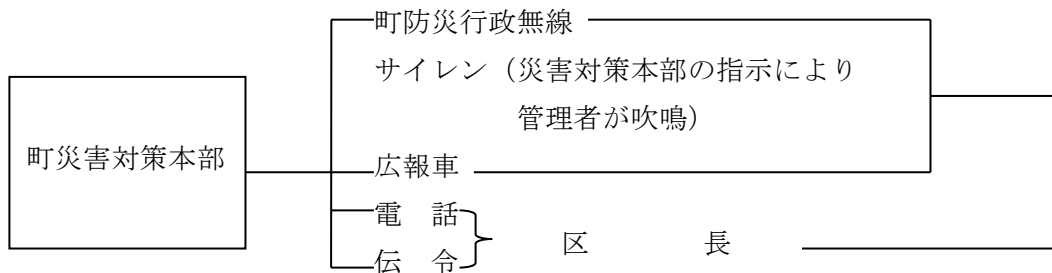 町防災行政無線
サイレン（災害対策本部の指示により
管理者が吹鳴）
町災害対策本部
広報車
電　話
区　長
伝　令